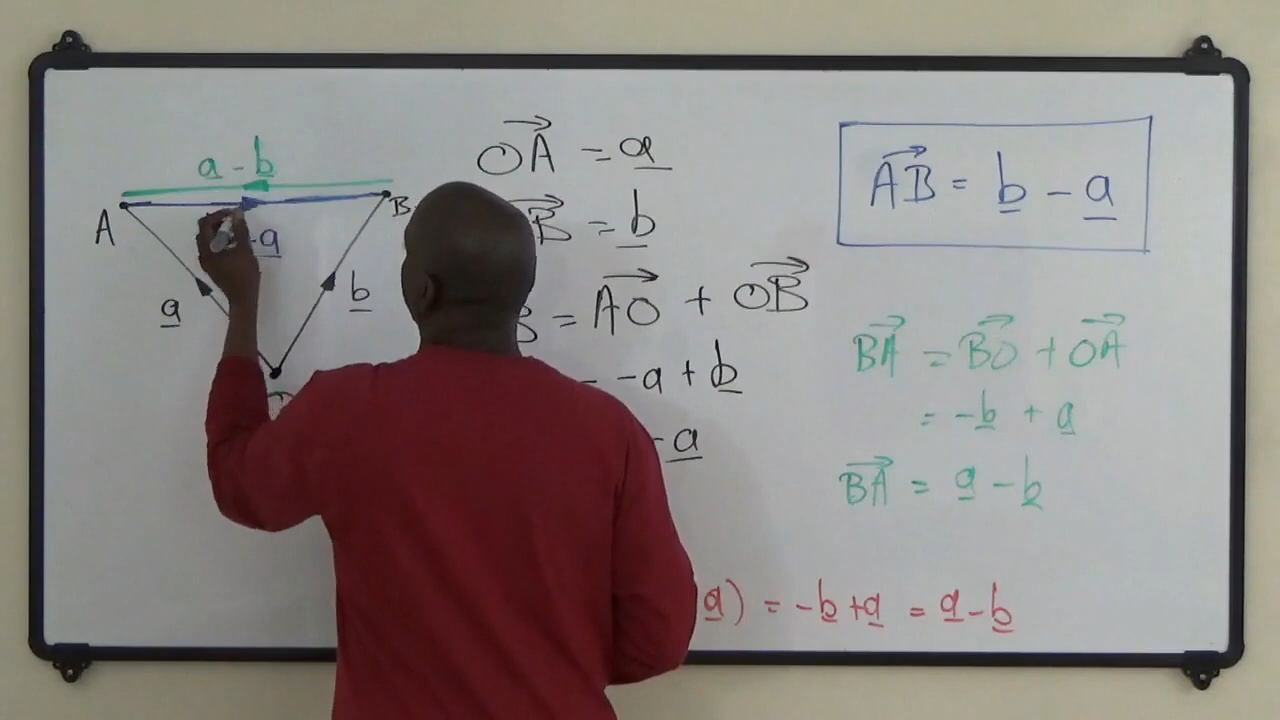 a - b
A
B
- a
a
b
OA = a
B = b
B = AO + OB
- -a + b
- a
AB = b - a
BA = BO + OA
= -b + a
BA = a - b
a) = -b + a = a - b